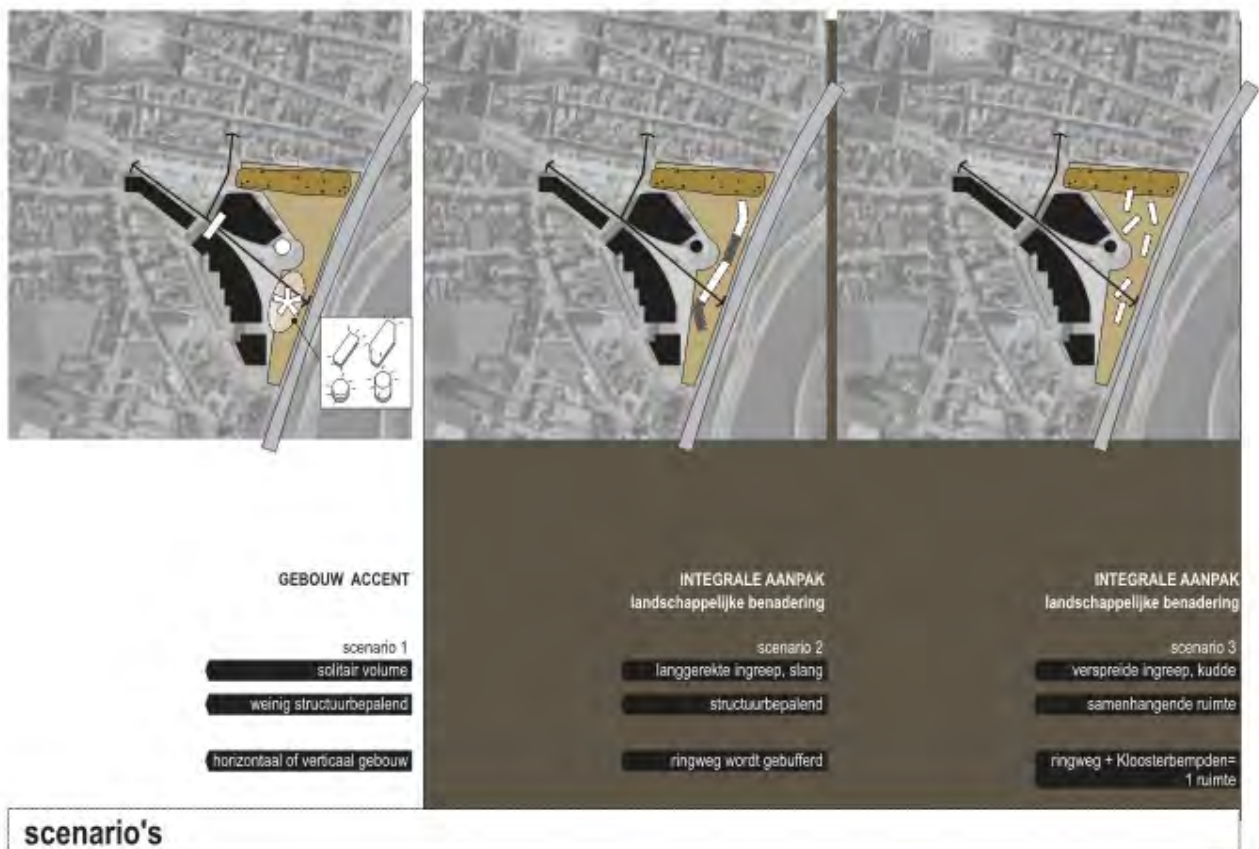 GEBOUW ACCENT
scenario 1
solitair volume
weinig structuurbepalend
horizontaal of verticaal gebouw
INTEGRALE AANPAK
landschappelijke benadering
scenario 2
langgerekte ingreep, slang
structuurbepalend
ringweg wordt gebufferd
INTEGRALE AANPAK
landschappelijke benadering
scenario 3
verspreide ingreep, kudde
samenhangende ruimte
ringweg + Kloosterbempden=
1 ruimte
scenario's